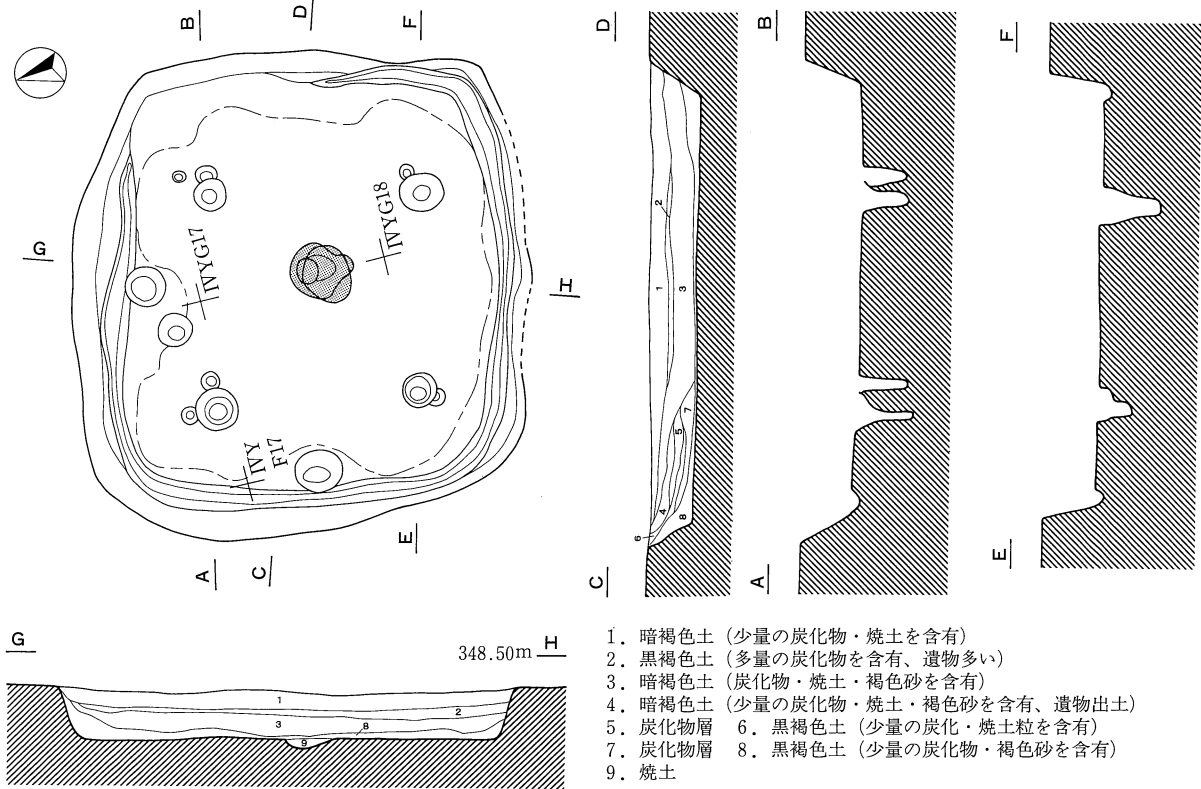 B
D
F
D
B
F
IVYG18
IVYG17
G
H
2
1
3
7
5
IVY
F17
4
8
6
E
A
C
C
A
E
G
348.50m H
1
2
3
8
9
1. 暗褐色土 (少量の炭化物・焼土を含有)
2. 黒褐色土 (多量の炭化物を含有、遺物多い)
3. 暗褐色土 (炭化物・焼土・褐色砂を含有)
4. 暗褐色土 (少量の炭化物・焼土・褐色砂を含有、遺物出土)
5. 炭化物層 6. 黒褐色土 (少量の炭化・焼土粒を含有)
7. 炭化物層 8. 黒褐色土 (少量の炭化物・褐色砂を含有)
9. 焼土